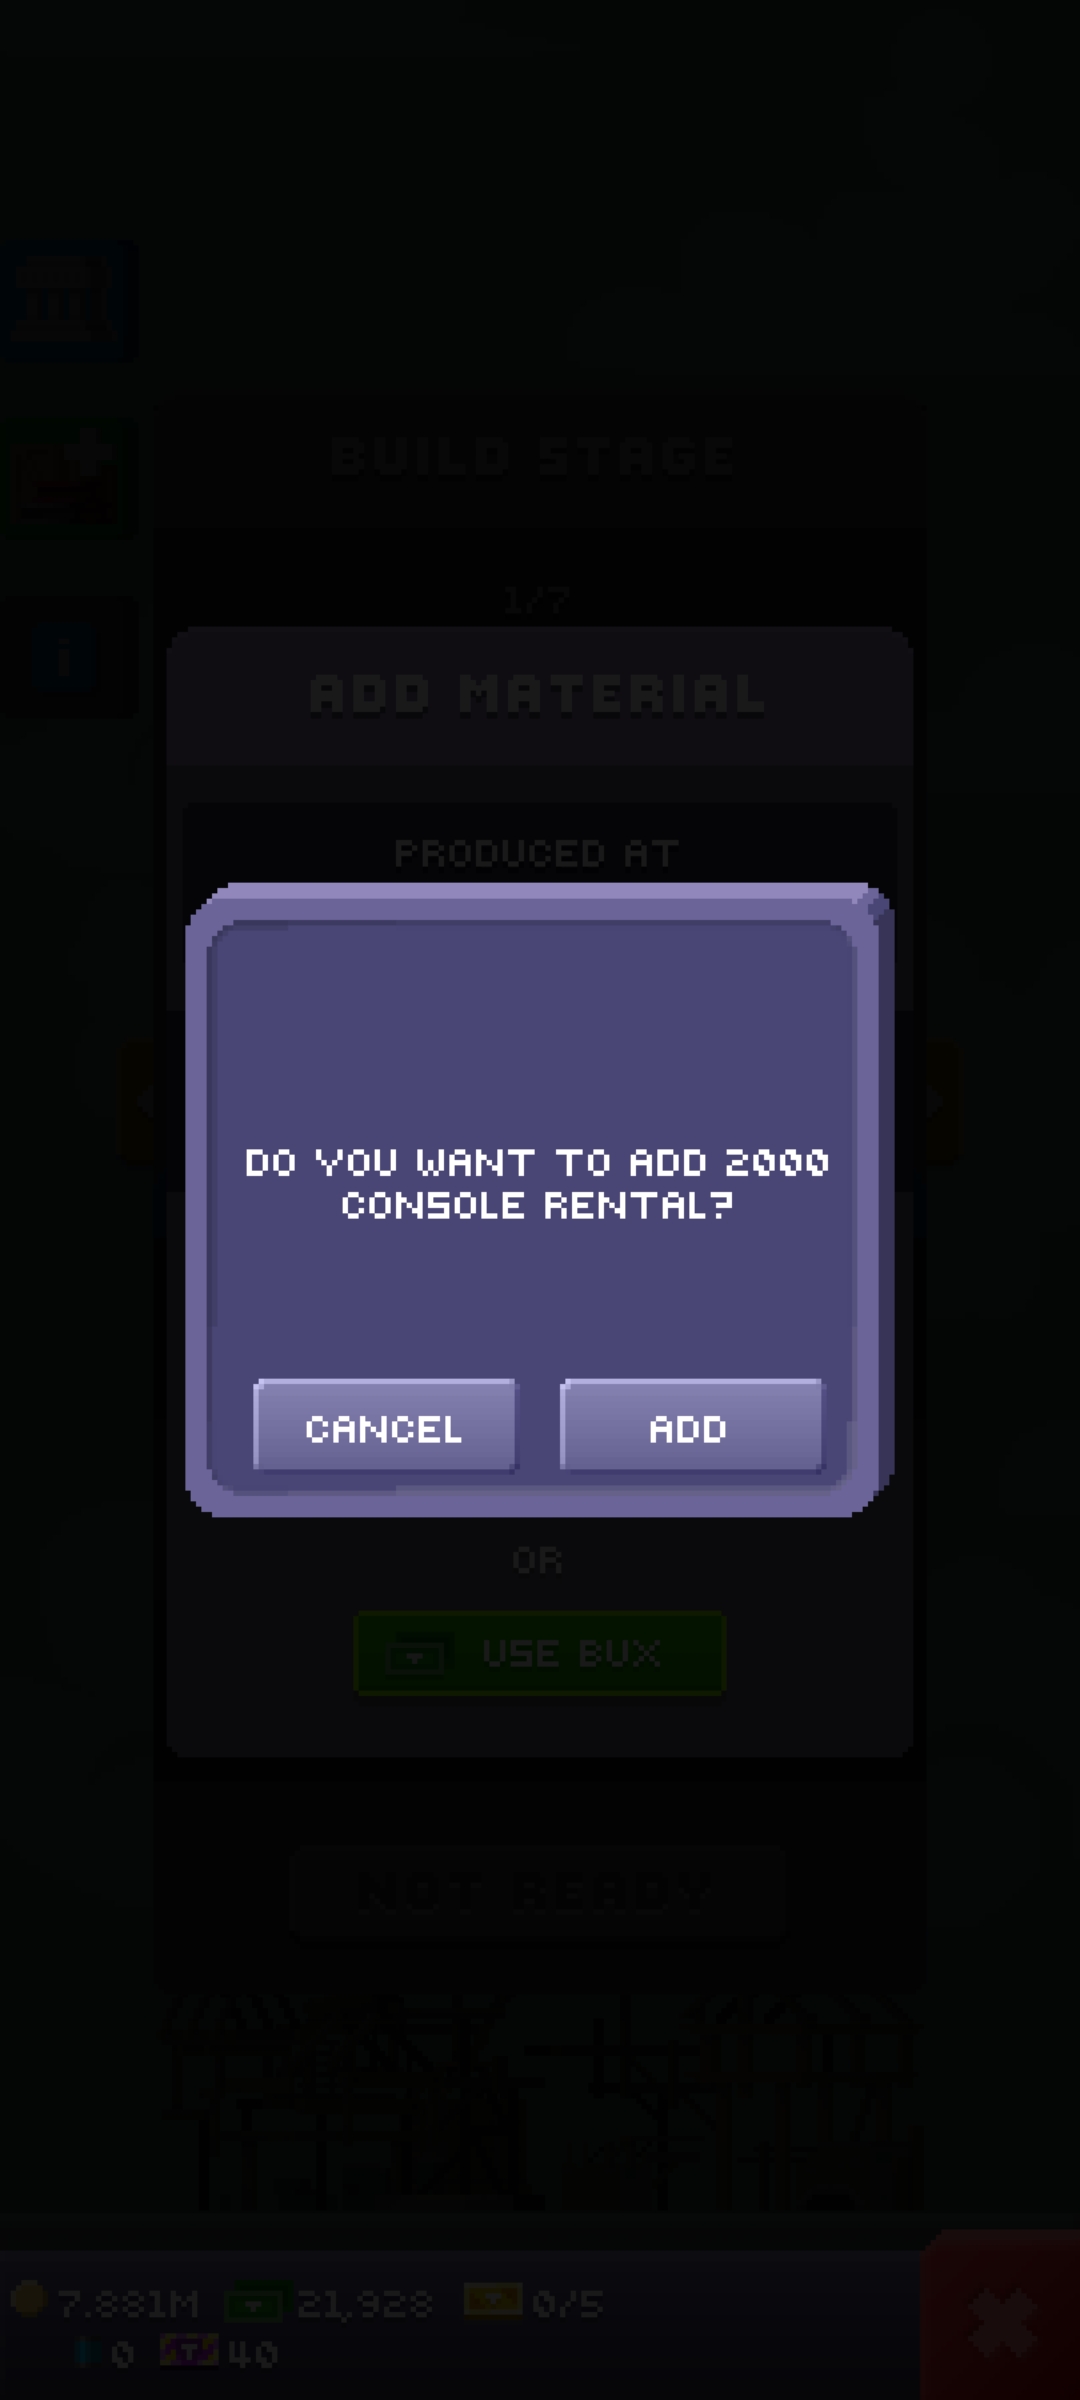 BUILD STAGE
1/7
ADD MATERIAL
PRODUCED AT
DO YOU WANT TO ADD 2000
CONSOLE RENTAL?
CANCEL
ADD
OR
USE BUX
NOT READY
7.881M
21,928
0/5
0
40